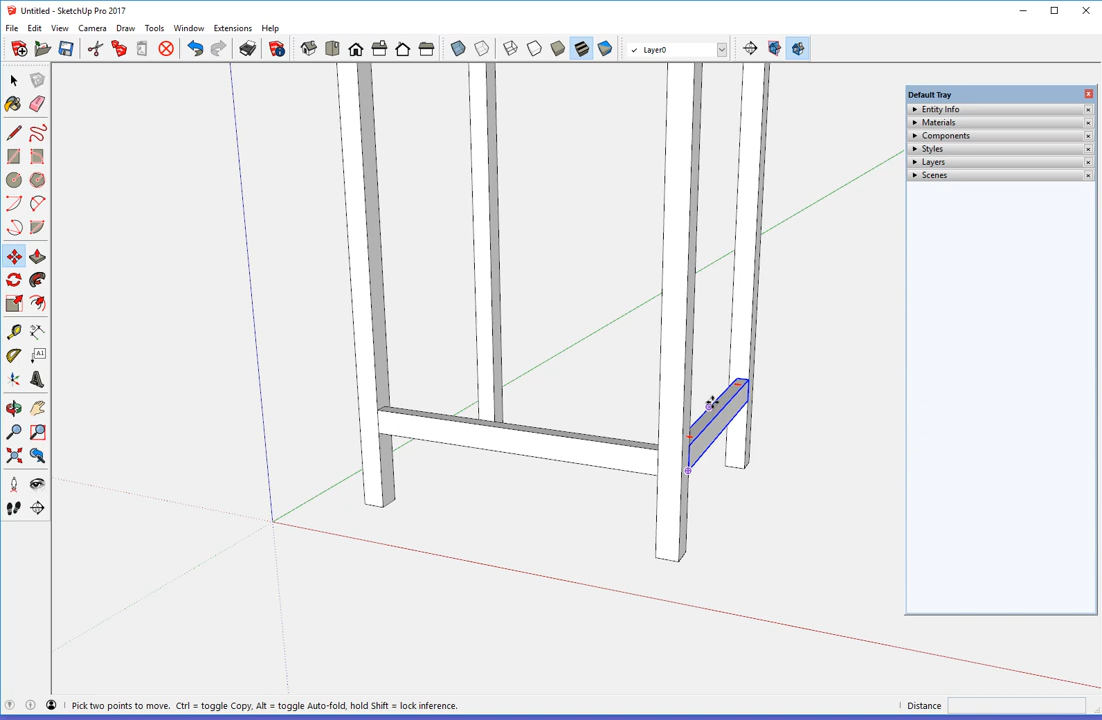 Untitled - SketchUp Pro 2017
File Edit View Camera Draw Tools Window Extensions Help
Layer0
Default Tray
Entity Info
Materials
Components
Styles
Layers
Scenes
A1
Pick two points to move. Ctrl = toggle Copy, Alt = toggle Auto-fold, hold Shift = lock inference.
Distance